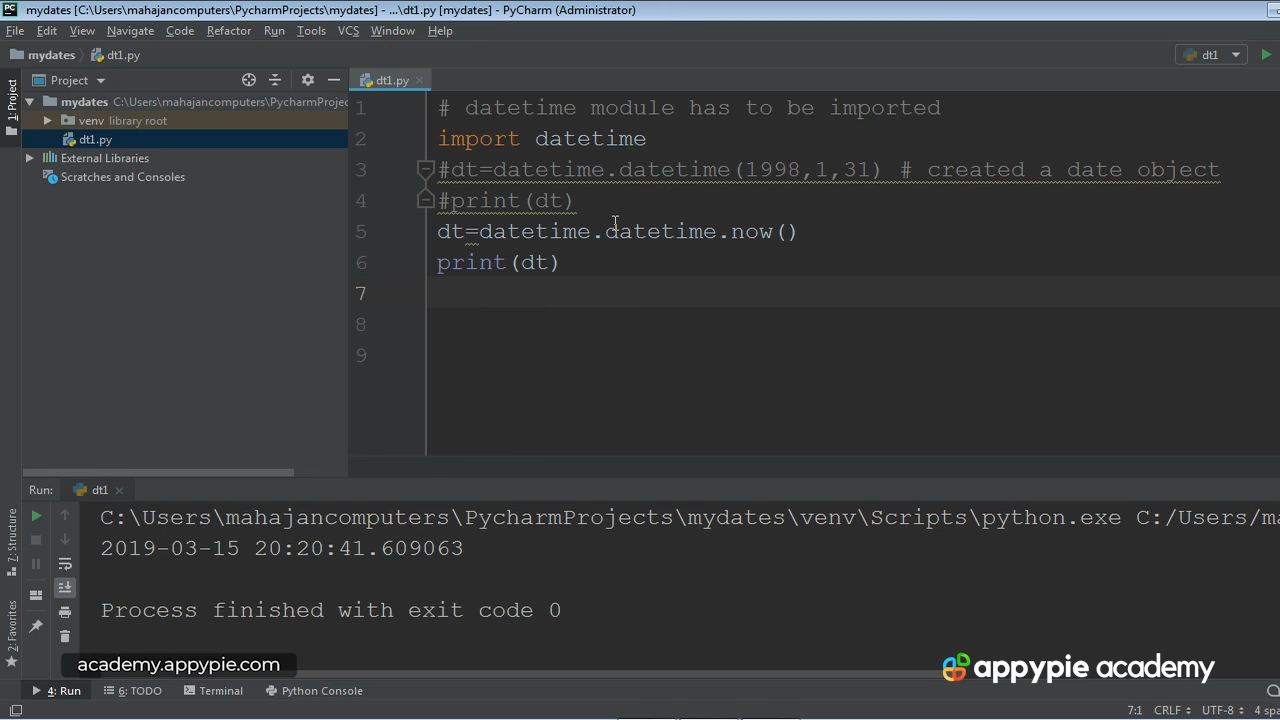 mydates [C:\Users\mahajancomputers\PycharmProjects\mydates] - ...\dt1.py [mydates] - PyCharm (Administrator)
File Edit View Navigate Code Refactor Run Tools VCS Window Help
mydates dt1.py dt1
1: Project
Project dt1.py
mydates C:\Users\mahajancomputers\PycharmProjec
venv library root
dt1.py
External Libraries
Scratches and Consoles
1 # datetime module has to be imported
2 import datetime
3 #dt=datetime.datetime(1998,1,31) # created a date object
4 #print(dt)
5 dt=datetime.datetime.now()
6 print(dt)
7
8
9
Run: dt1
7: Structure
2: Favorites
C:\Users\mahajancomputers\PycharmProjects\mydates\venv\Scripts\python.exe C:/Users/ma
2019-03-15 20:20:41.609063
Process finished with exit code 0
academy.appypie.com
appypie academy
4: Run 6: TODO Terminal Python Console
7:1 CRLF UTF-8 4 spa